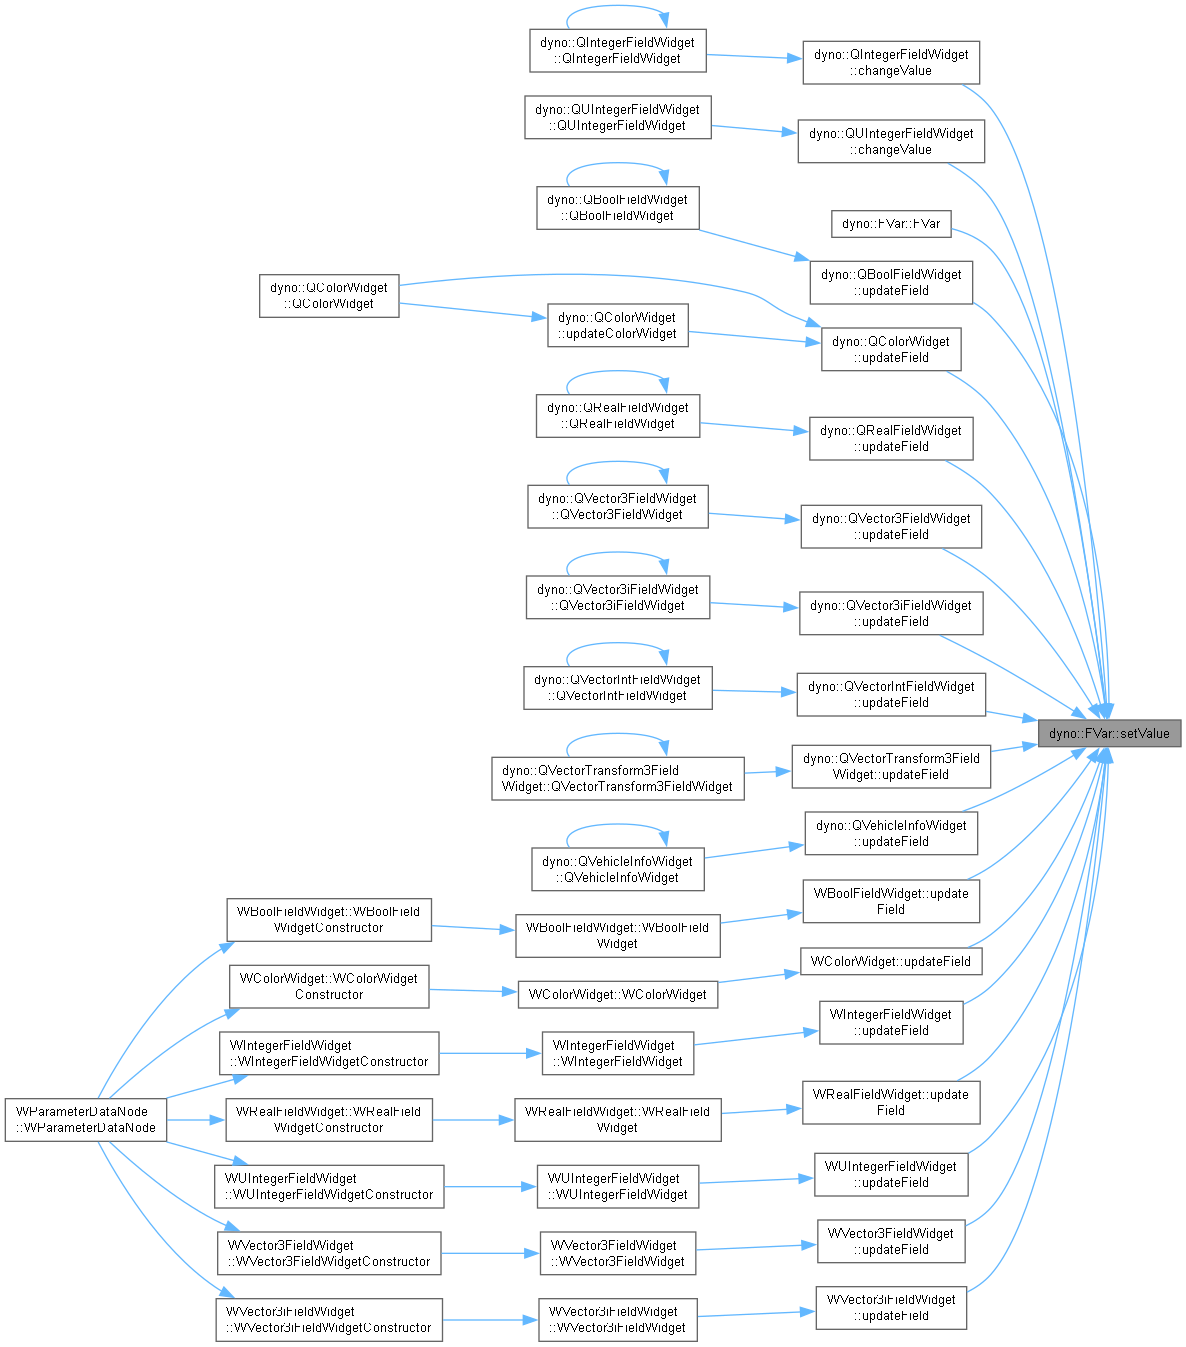 dyno::QIntegerFieldWidget
::QIntegerFieldWidget
dyno::QIntegerFieldWidget
::changeValue
dyno::QUIntegerFieldWidget
::QUIntegerFieldWidget
dyno::QUIntegerFieldWidget
::changeValue
dyno::QBoolFieldWidget
::QBoolFieldWidget
dyno::FVar::FVar
dyno::QBoolFieldWidget
::updateField
dyno::QColorWidget
::QColorWidget
dyno::QColorWidget
::updateColorWidget
dyno::QColorWidget
::updateField
dyno::QRealFieldWidget
::QRealFieldWidget
dyno::QRealFieldWidget
::updateField
dyno::QVector3FieldWidget
::QVector3FieldWidget
dyno::QVector3FieldWidget
::updateField
dyno::QVector3iFieldWidget
::QVector3iFieldWidget
dyno::QVector3iFieldWidget
::updateField
dyno::QVectorIntFieldWidget
::QVectorIntFieldWidget
dyno::QVectorIntFieldWidget
::updateField
dyno::FVar::setValue
dyno::QVectorTransform3Field
Widget::QVectorTransform3FieldWidget
dyno::QVectorTransform3Field
Widget::updateField
dyno::QVehicleInfoWidget
::QVehicleInfoWidget
dyno::QVehicleInfoWidget
::updateField
WBoolFieldWidget::WBoolField
WidgetConstructor
WBoolFieldWidget::WBoolField
Widget
WBoolFieldWidget::update
Field
WColorWidget::WColorWidget
Constructor
WColorWidget::WColorWidget
WColorWidget::updateField
WIntegerFieldWidget
::WIntegerFieldWidgetConstructor
WIntegerFieldWidget
::WIntegerFieldWidget
WIntegerFieldWidget
::updateField
WParameterDataNode
::WParameterDataNode
WRealFieldWidget::WRealField
WidgetConstructor
WRealFieldWidget::WRealField
Widget
WRealFieldWidget::update
Field
WUIntegerFieldWidget
::WUIntegerFieldWidgetConstructor
WUIntegerFieldWidget
::WUIntegerFieldWidget
WUIntegerFieldWidget
::updateField
WVector3FieldWidget
::WVector3FieldWidgetConstructor
WVector3FieldWidget
::WVector3FieldWidget
WVector3FieldWidget
::updateField
WVector3iFieldWidget
::WVector3iFieldWidgetConstructor
WVector3iFieldWidget
::WVector3iFieldWidget
WVector3iFieldWidget
::updateField